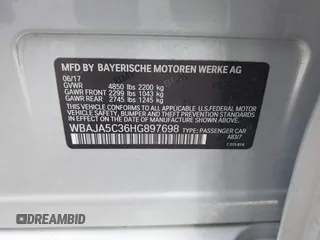 MFD BY BAYERISCHE MOTOREN WERKE AG
06/17
GVWR 4850 lbs 2200 kg
GAWR FRONT 2299 lbs 1043 kg
GAWR REAR 2745 lbs 1245 kg
THIS VEHICLE CONFORMS TO ALL APPLICABLE
U.S. FEDERAL MOTOR VEHICLE SAFETY, BUMPER,
AND THEFT PREVENTION STANDARDS IN EFFECT
ON THE DATE OF MANUFACTURE SHOWN ABOVE.
WBAJA5C36HG897698 TYPE: PASSENGER CAR
DREAMBID